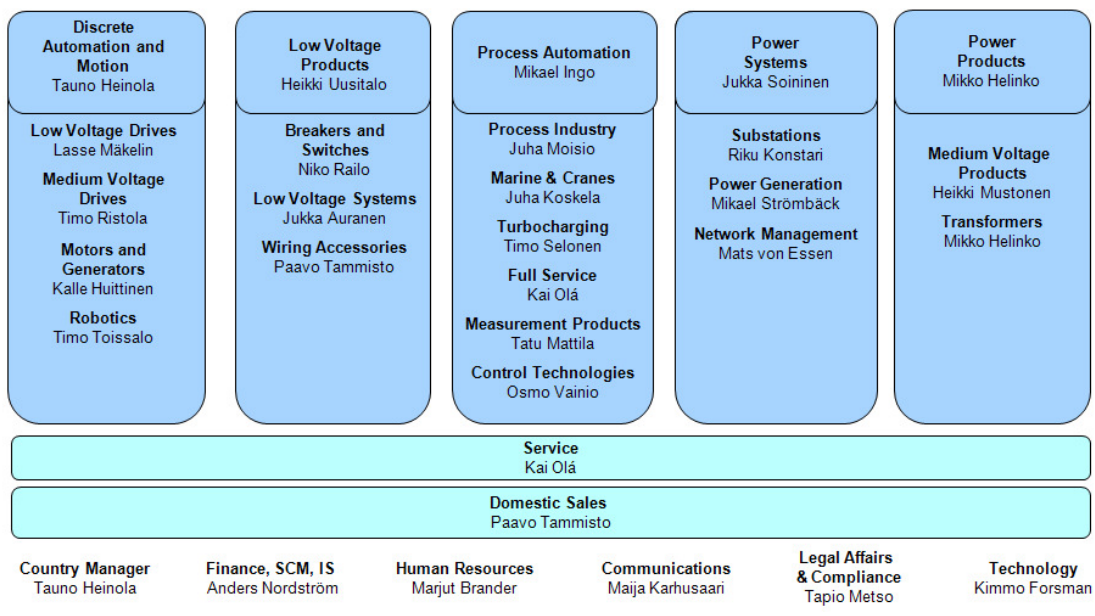 Discrete
Automation and
Motion
Tauno Heinola
Low Voltage Drives
Lasse Mäkelin
Medium Voltage
Drives
Timo Ristola
Motors and
Generators
Kalle Huittinen
Robotics
Timo Toissalo
Low Voltage
Products
Heikki Uusitalo
Breakers and
Switches
Niko Railo
Low Voltage Systems
Jukka Auranen
Wiring Accessories
Paavo Tammisto
Process Automation
Mikael Ingo
Process Industry
Juha Moisio
Marine & Cranes
Juha Koskela
Turbocharging
Timo Selonen
Full Service
Kai Olá
Measurement Products
Tatu Mattila
Control Technologies
Osmo Vainio
Power
Systems
Jukka Soininen
Substations
Riku Konstari
Power Generation
Mikael Strömbäck
Network Management
Mats von Essen
Power
Products
Mikko Helinko
Medium Voltage
Products
Heikki Mustonen
Transformers
Mikko Helinko
Service
Kai Olá
Domestic Sales
Paavo Tammisto
Country Manager
Tauno Heinola
Finance, SCM, IS
Anders Nordström
Human Resources
Marjut Brander
Communications
Maija Karhusaari
Legal Affairs
& Compliance
Tapio Metso
Technology
Kimmo Forsman